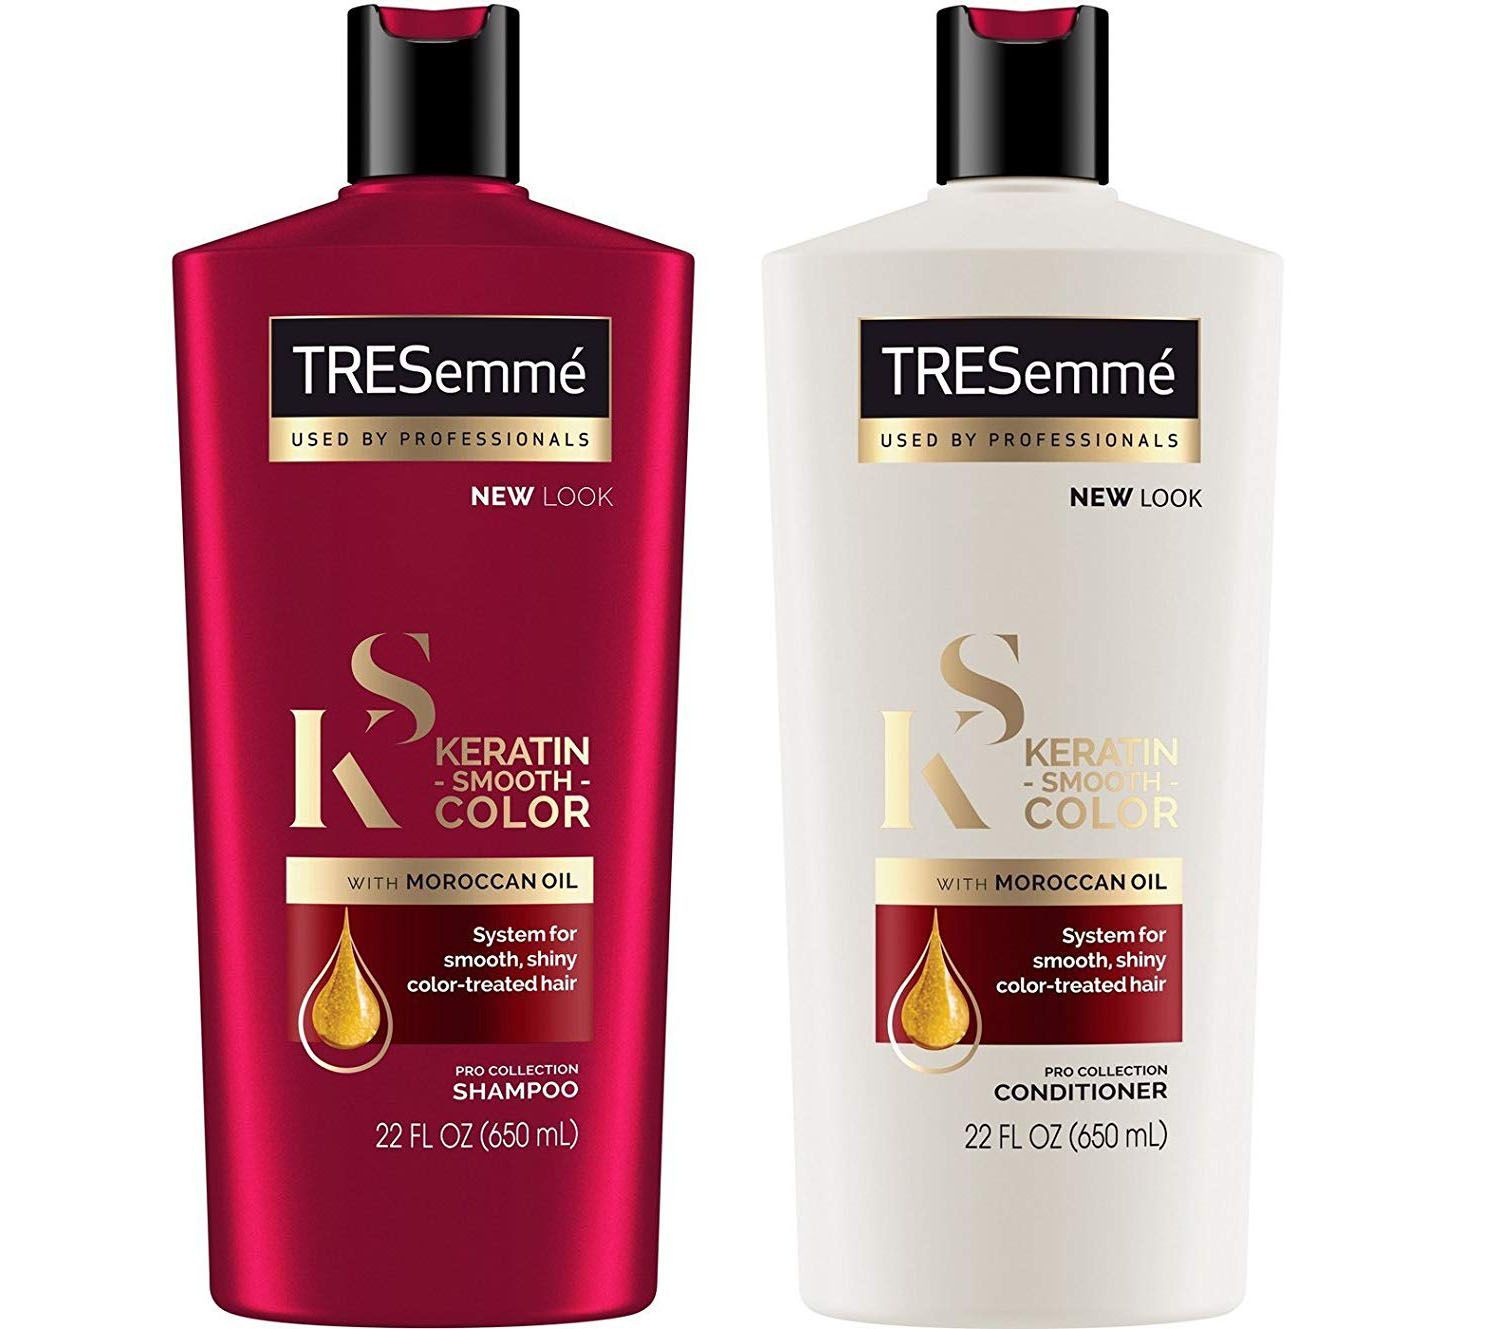 TRESemmé
USED BY PROFESSIONALS
NEW LOOK
KS
KERATIN
- SMOOTH -
COLOR
WITH MOROCCAN OIL
System for
smooth, shiny
color-treated hair
PRO COLLECTION
SHAMPOO
22 FL OZ (650 mL)
TRESemmé
USED BY PROFESSIONALS
NEW LOOK
KS
KERATIN
- SMOOTH -
COLOR
WITH MOROCCAN OIL
System for
smooth, shiny
color-treated hair
PRO COLLECTION
CONDITIONER
22 FL OZ (650 mL)